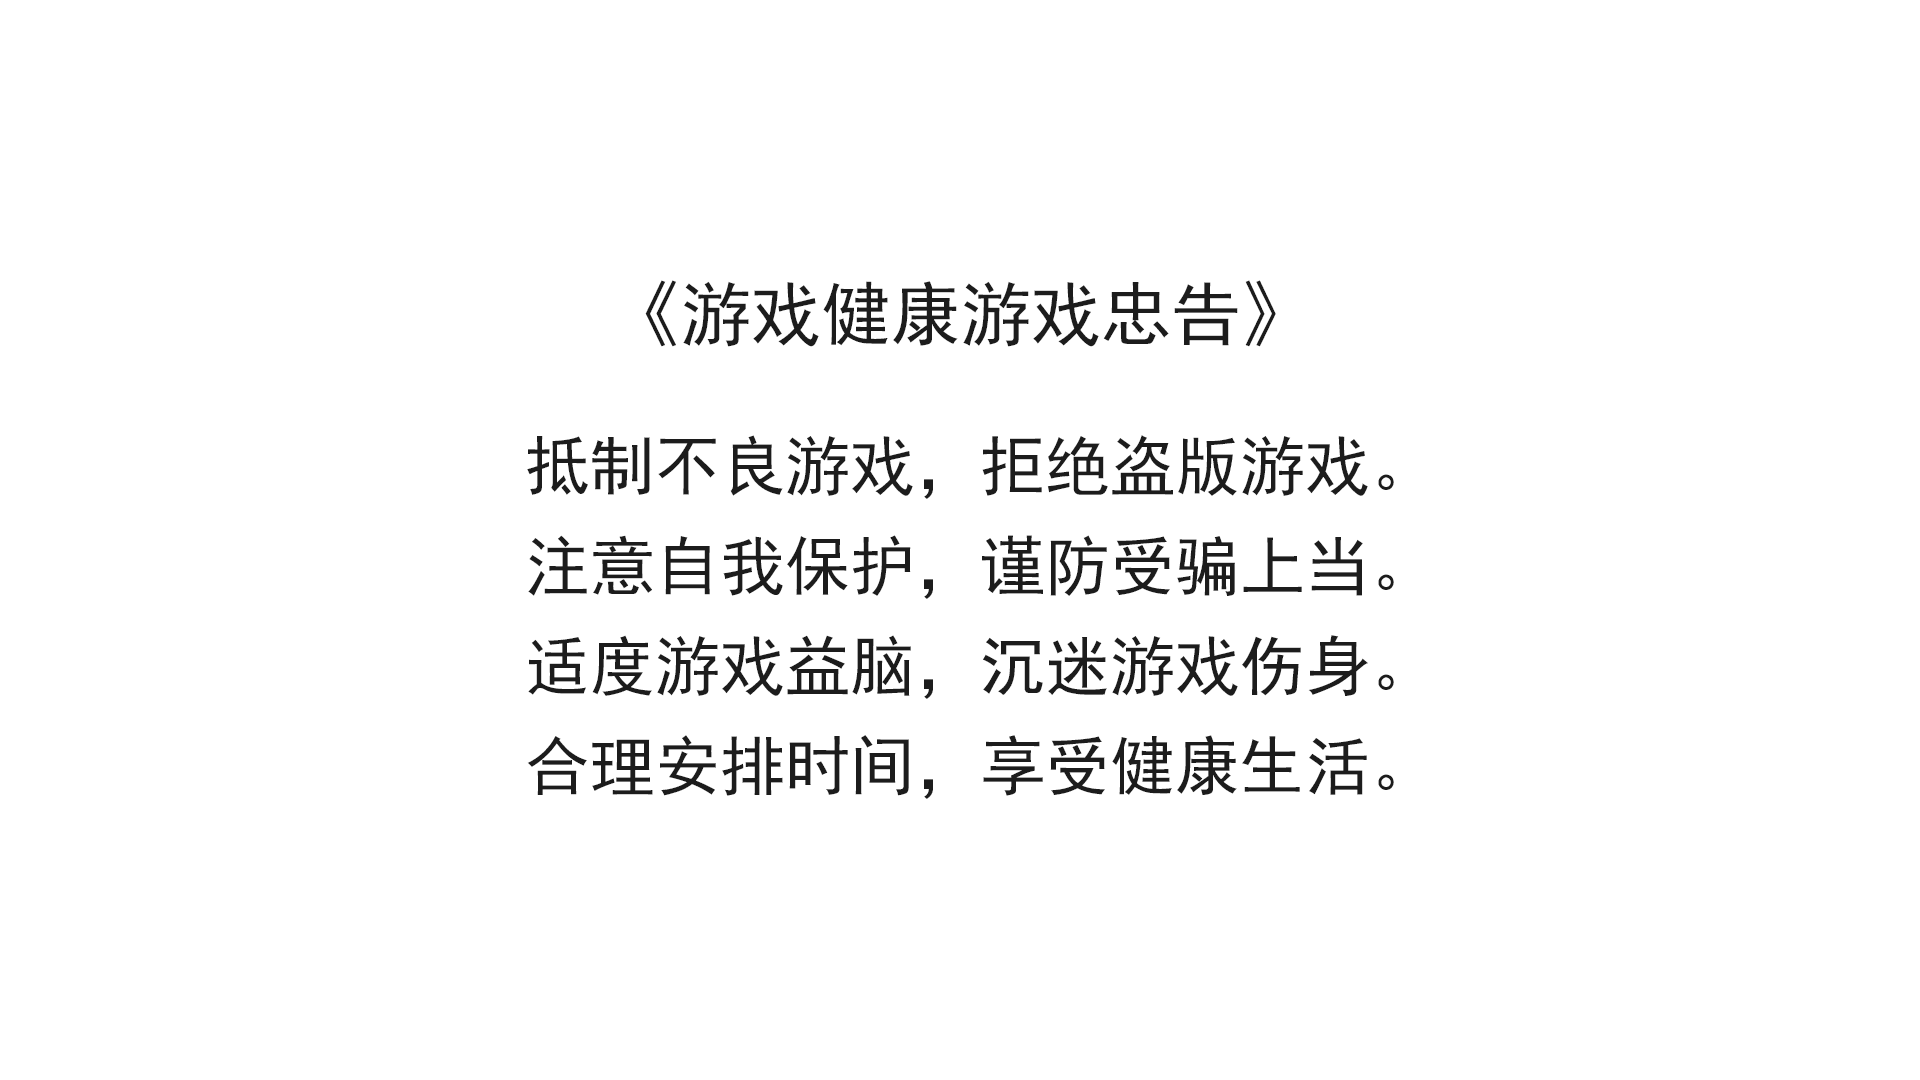 《游戏健康游戏忠告》
抵制不良游戏，拒绝盗版游戏。
注意自我保护，谨防受骗上当。
适度游戏益脑，沉迷游戏伤身。
合理安排时间，享受健康生活。